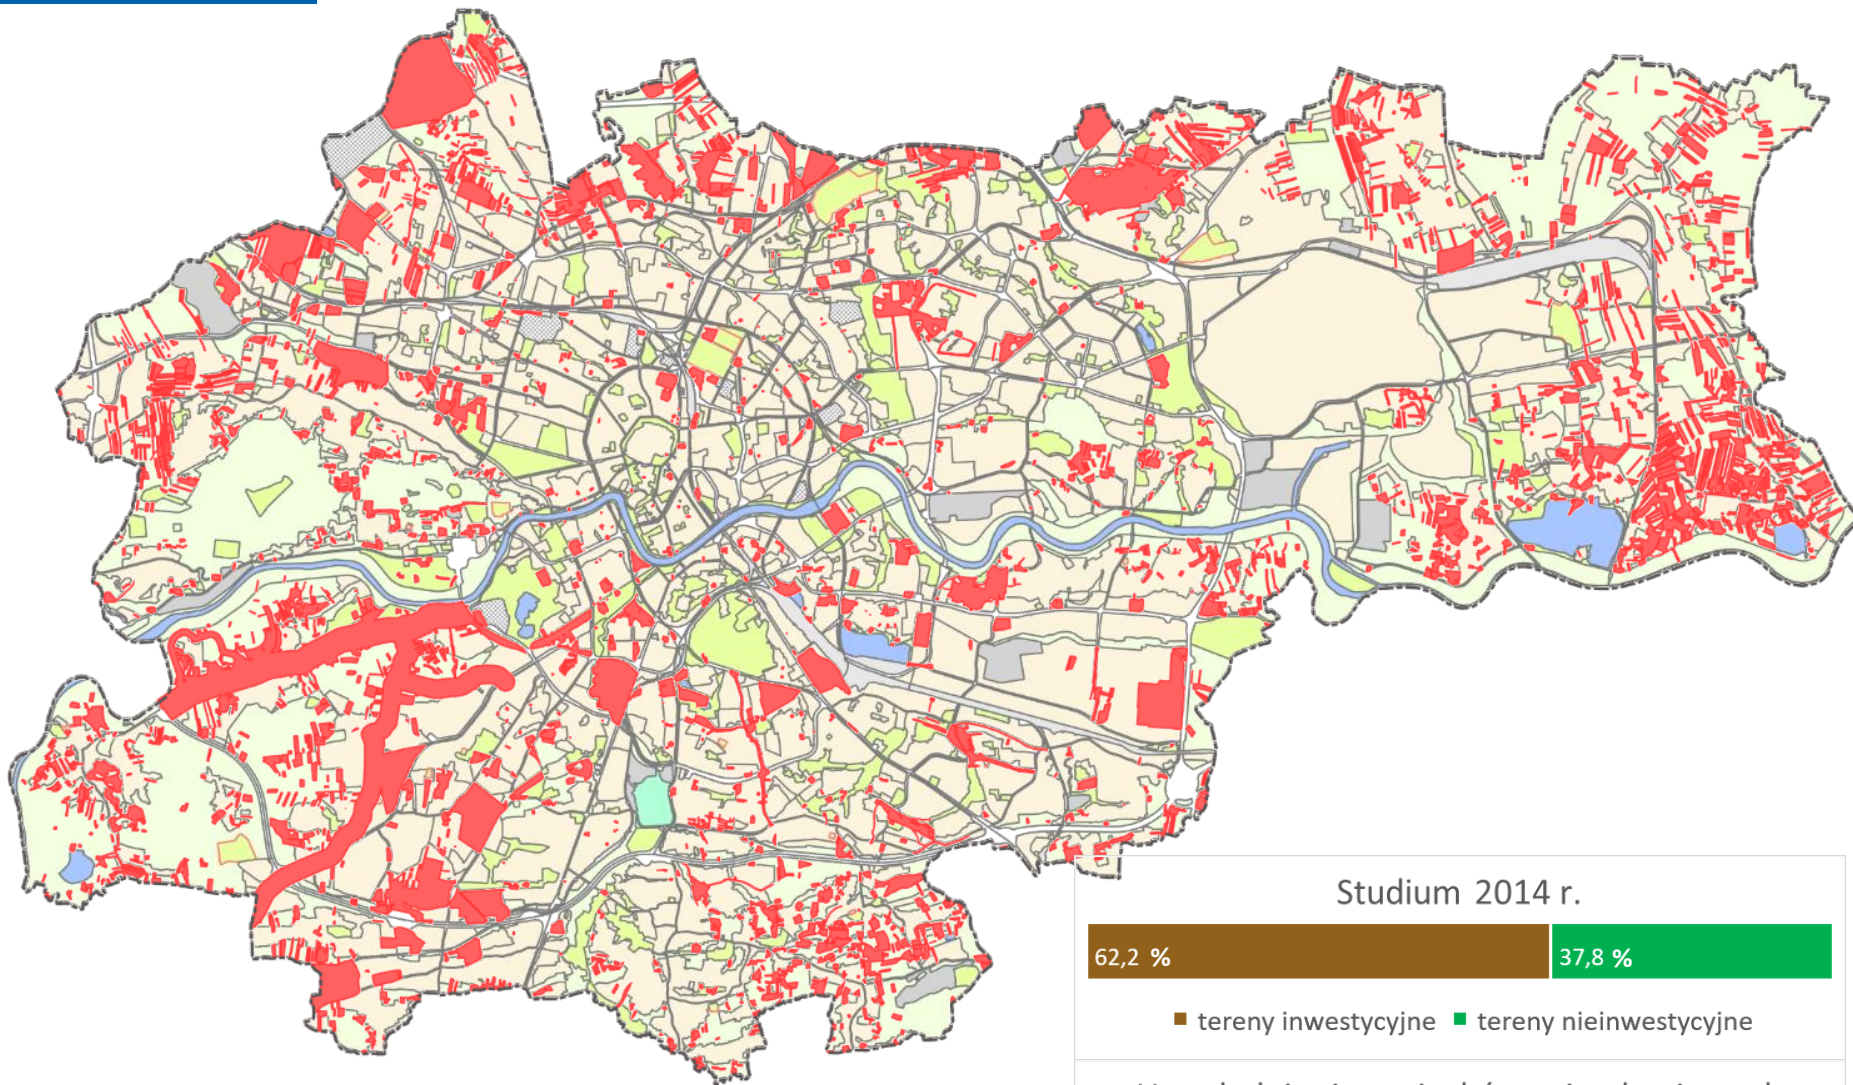 Studium 2014 r.
62,2 % 37,8 %
tereny inwestycyjne tereny nieinwestycyjne